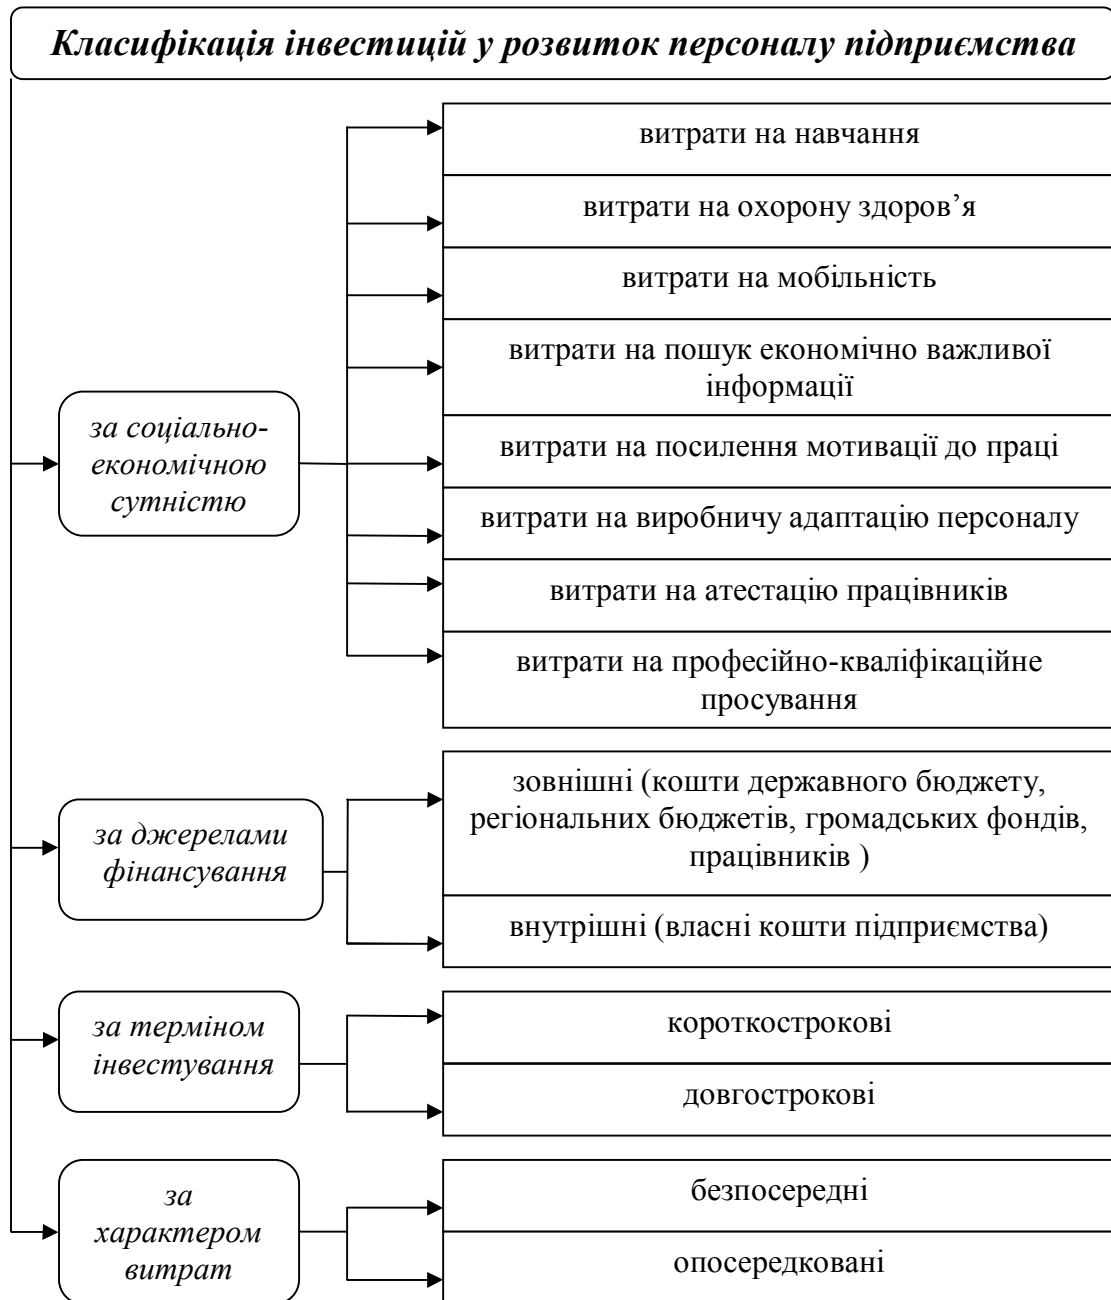 Класифікація інвестицій у розвиток персоналу підприємства
за соціально-
економічною
сутністю
витрати на навчання
витрати на охорону здоров’я
витрати на мобільність
витрати на пошук економічно важливої
інформації
витрати на посилення мотивації до праці
витрати на виробничу адаптацію персоналу
витрати на атестацію працівників
витрати на професійно-кваліфікаційне
просування
за джерелами
фінансування
зовнішні (кошти державного бюджету,
регіональних бюджетів, громадських фондів,
працівників )
внутрішні (власні кошти підприємства)
за терміном
інвестування
короткострокові
довгострокові
за
характером
витрат
безпосередні
опосередковані